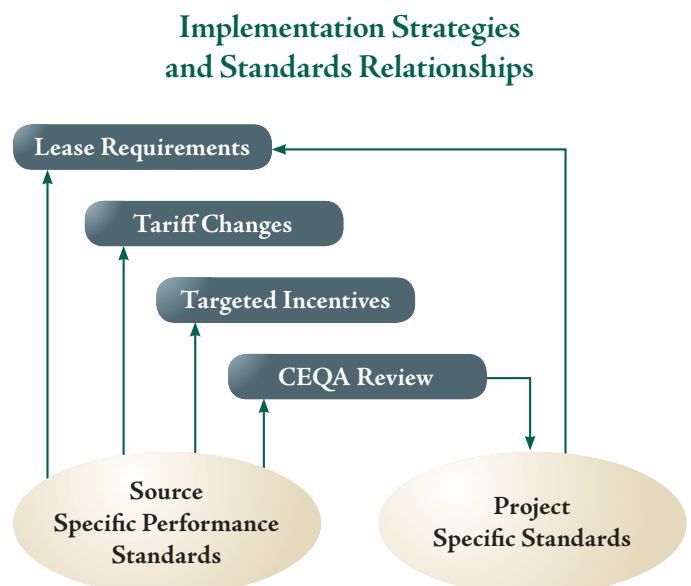 Implementation Strategies
and Standards Relationships
Lease Requirements
Tariff Changes
Targeted Incentives
CEQA Review
Source
Specific Performance
Standards
Project
Specific Standards